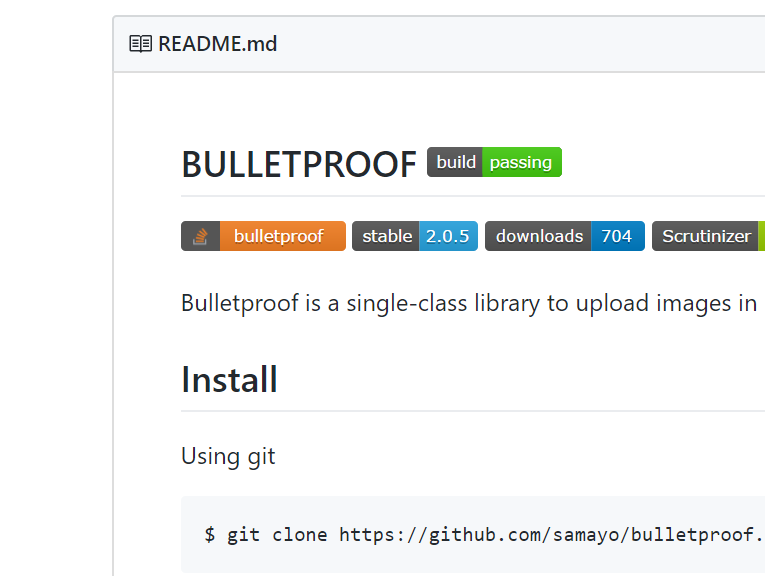 README.md
BULLETPROOF build passing
bulletproof stable 2.0.5 downloads 704 Scrutinizer
Bulletproof is a single-class library to upload images in
Install
Using git
$ git clone https://github.com/samayo/bulletproof.